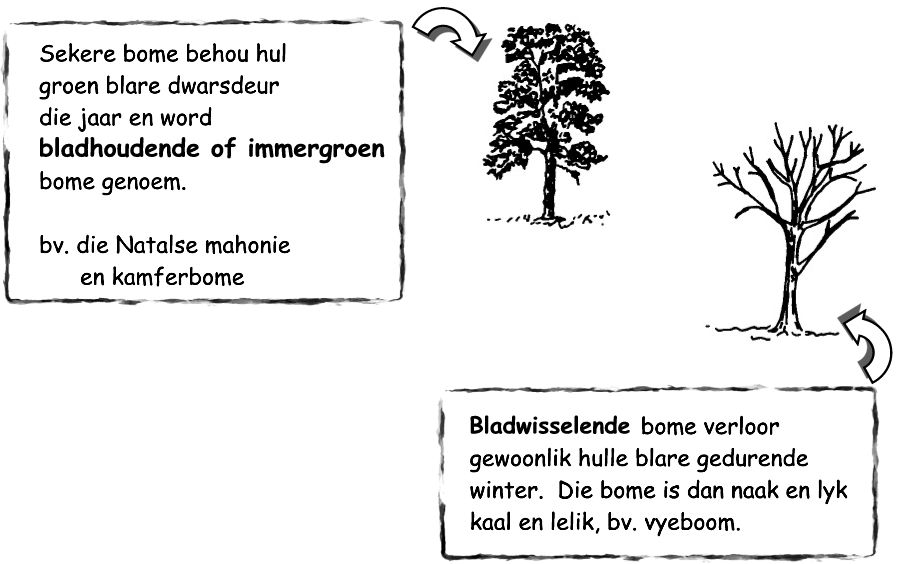 Sekere bome behou hul
groen blare dwarsdeur
die jaar en word
bladhoudende of immergroen
bome genoem.
bv. die Natalse mahonie
en kamferbome
Bladwisselende bome verloor
gewoonlik hulle blare gedurende
winter. Die bome is dan naak en lyk
kaal en lelik, bv. vyeboom.